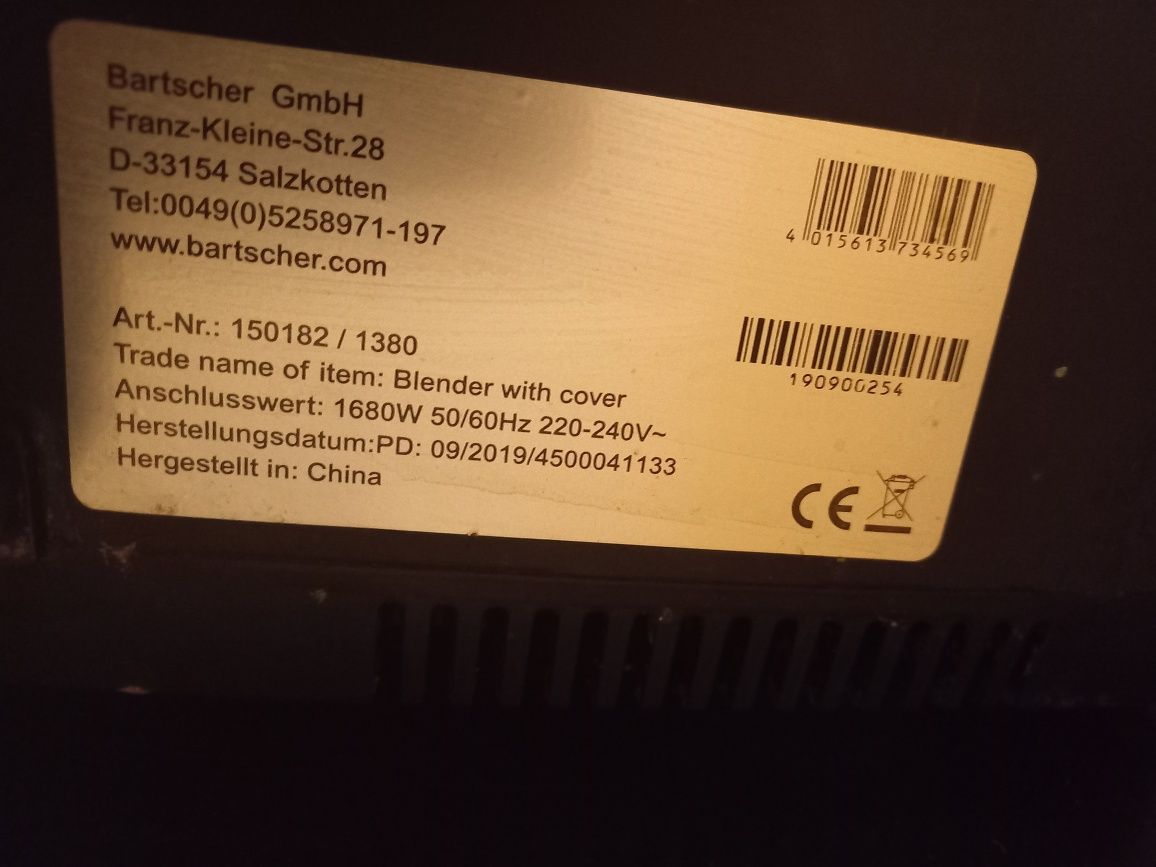 Bartscher GmbH
Franz-Kleine-Str.28
D-33154 Salzkotten
Tel:0049(0)5258971-197
www.bartscher.com
4 015613 734569
Art.-Nr.: 150182 / 1380
Trade name of item: Blender with cover
Anschlusswert: 1680W 50/60Hz 220-240V~
Herstellungsdatum:PD: 09/2019/4500041133
Hergestellt in: China
190900254
CE